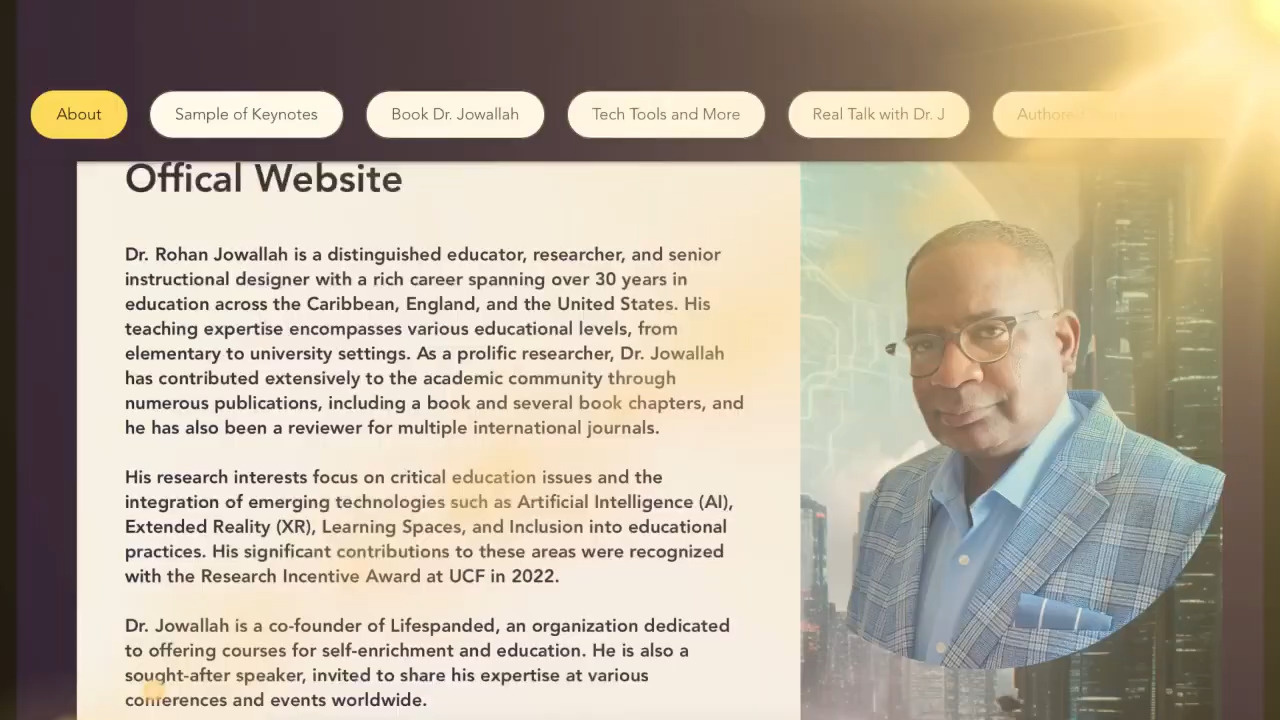 About
Sample of Keynotes
Book Dr. Jowallah
Tech Tools and More
Real Talk with Dr. J
Offical Website
Dr. Rohan Jowallah is a distinguished educator, researcher, and senior
instructional designer with a rich career spanning over 30 years in
education across the Caribbean, England, and the United States. His
teaching expertise encompasses various educational levels, from
elementary to university settings. As a prolific researcher, Dr. Jowallah
has contributed extensively to the academic community through
numerous publications, including a book and several book chapters, and
he has also been a reviewer for multiple international journals.
His research interests focus on critical education issues and the
integration of emerging technologies such as Artificial Intelligence (AI),
Extended Reality (XR), Learning Spaces, and Inclusion into educational
practices. His significant contributions to these areas were recognized
with the Research Incentive Award at UCF in 2022.
Dr. Jowallah is a co-founder of Lifespanded, an organization dedicated
to offering courses for self-enrichment and education. He is also a
sought-after speaker, invited to share his expertise at various
conferences and events worldwide.